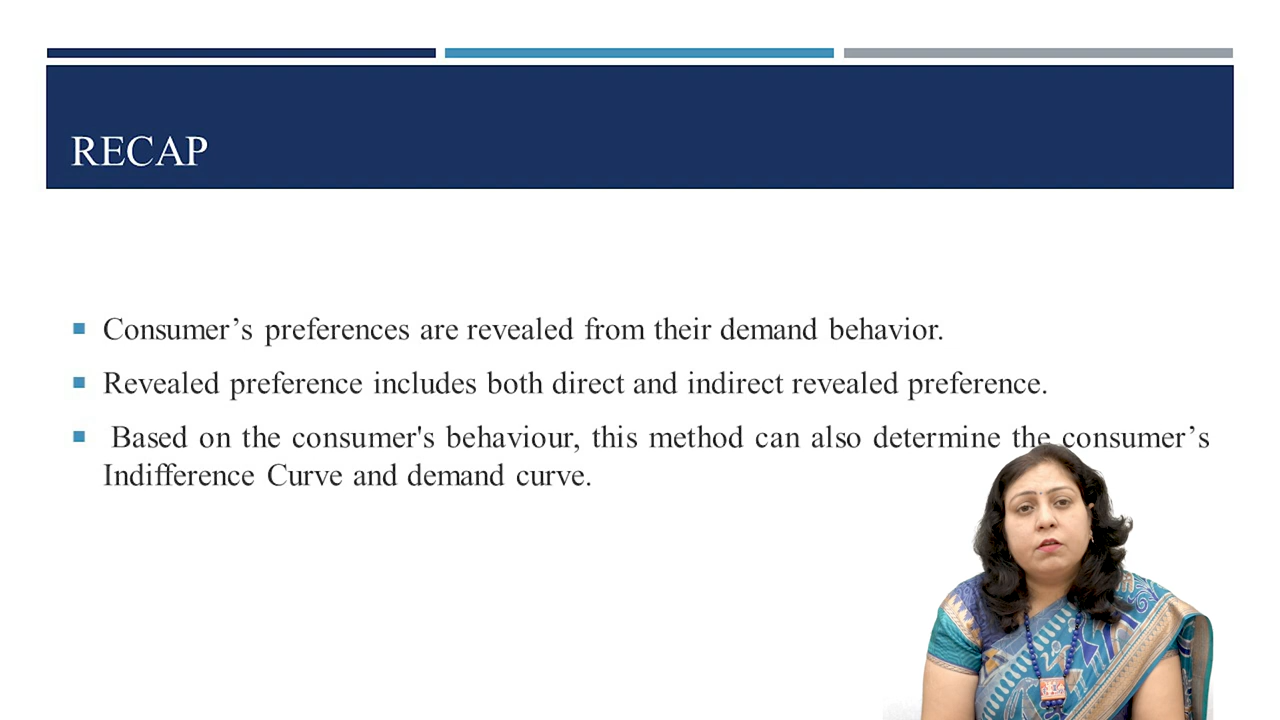 RECAP
Consumer’s preferences are revealed from their demand behavior.
Revealed preference includes both direct and indirect revealed preference.
Based on the consumer's behaviour, this method can also determine the consumer’s
Indifference Curve and demand curve.